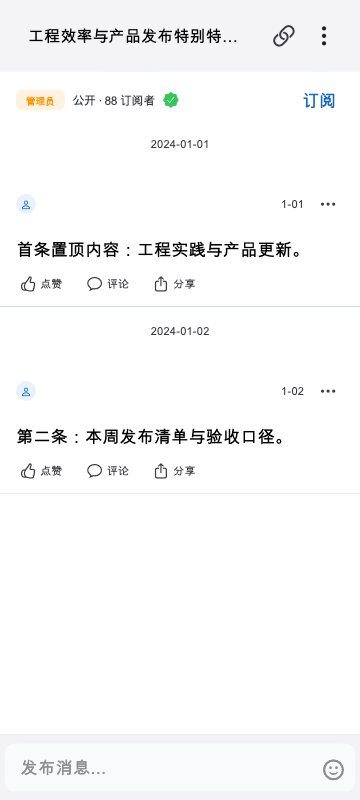 工程效率与产品发布特别特...
管理员 公开 · 88 订阅者 订阅
2024-01-01
1-01
首条置顶内容：工程实践与产品更新。
点赞 评论 分享
2024-01-02
1-02
第二条：本周发布清单与验收口径。
点赞 评论 分享
发布消息...